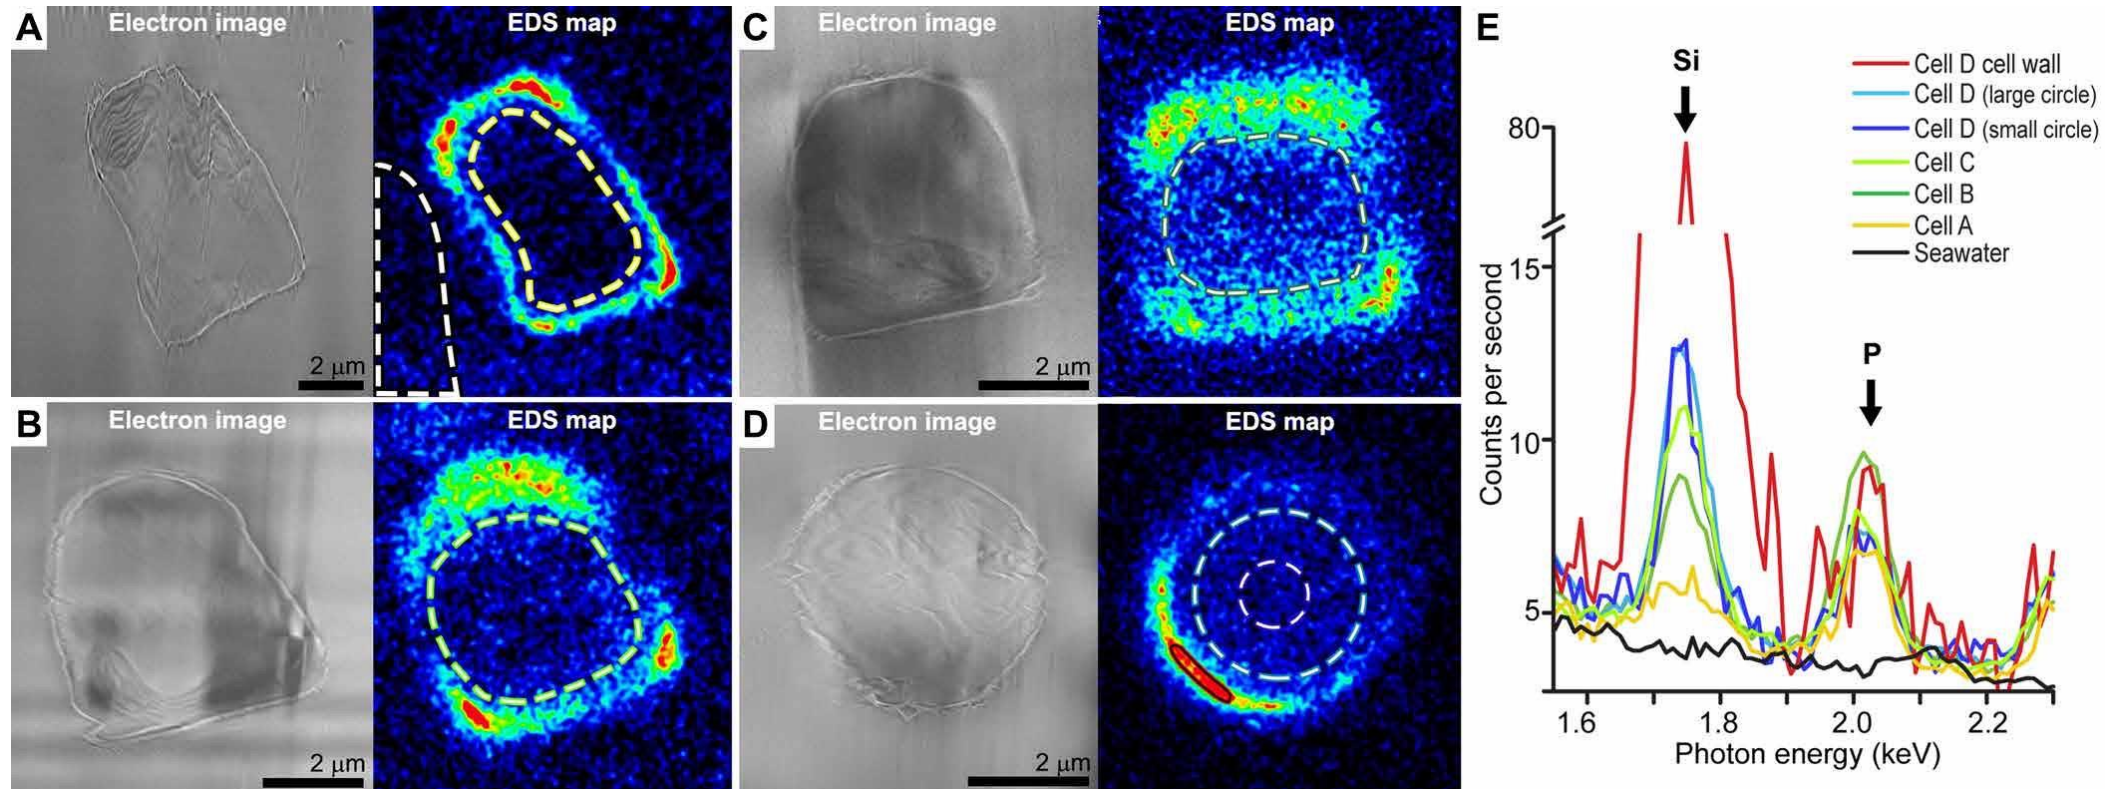 A Electron image EDS map
2 μm
B Electron image EDS map
2 μm
C Electron image EDS map
2 μm
D Electron image EDS map
2 μm
E
Si
P
Cell D cell wall
Cell D (large circle)
Cell D (small circle)
Cell C
Cell B
Cell A
Seawater
Counts per second
80
15
10
5
1.6 1.8 2.0 2.2
Photon energy (keV)